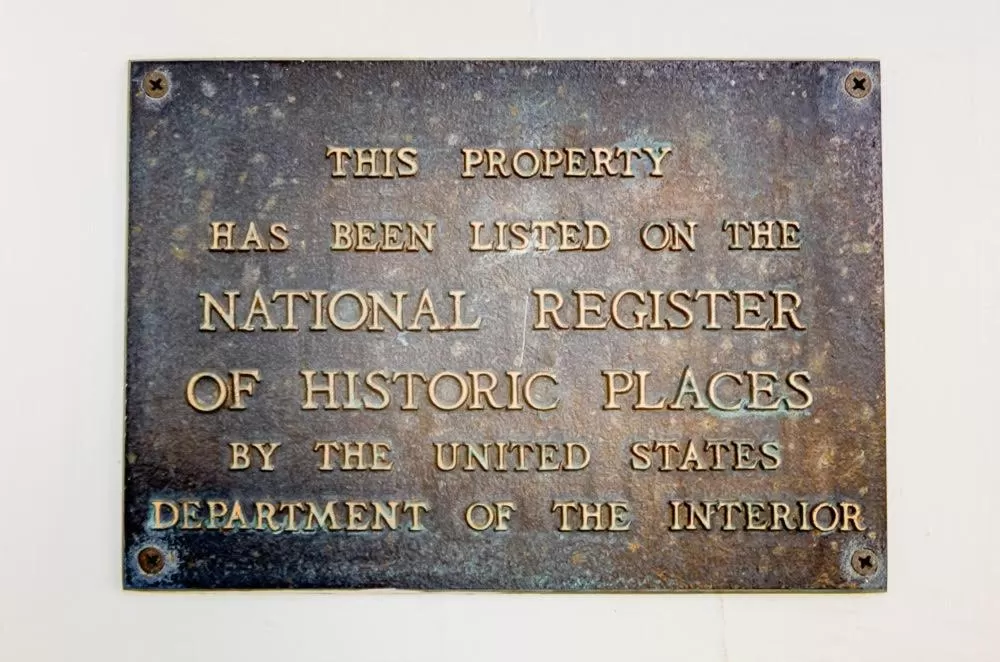 THIS PROPERTY
HAS BEEN LISTED ON THE
NATIONAL REGISTER
OF HISTORIC PLACES
BY THE UNITED STATES
DEPARTMENT OF THE INTERIOR